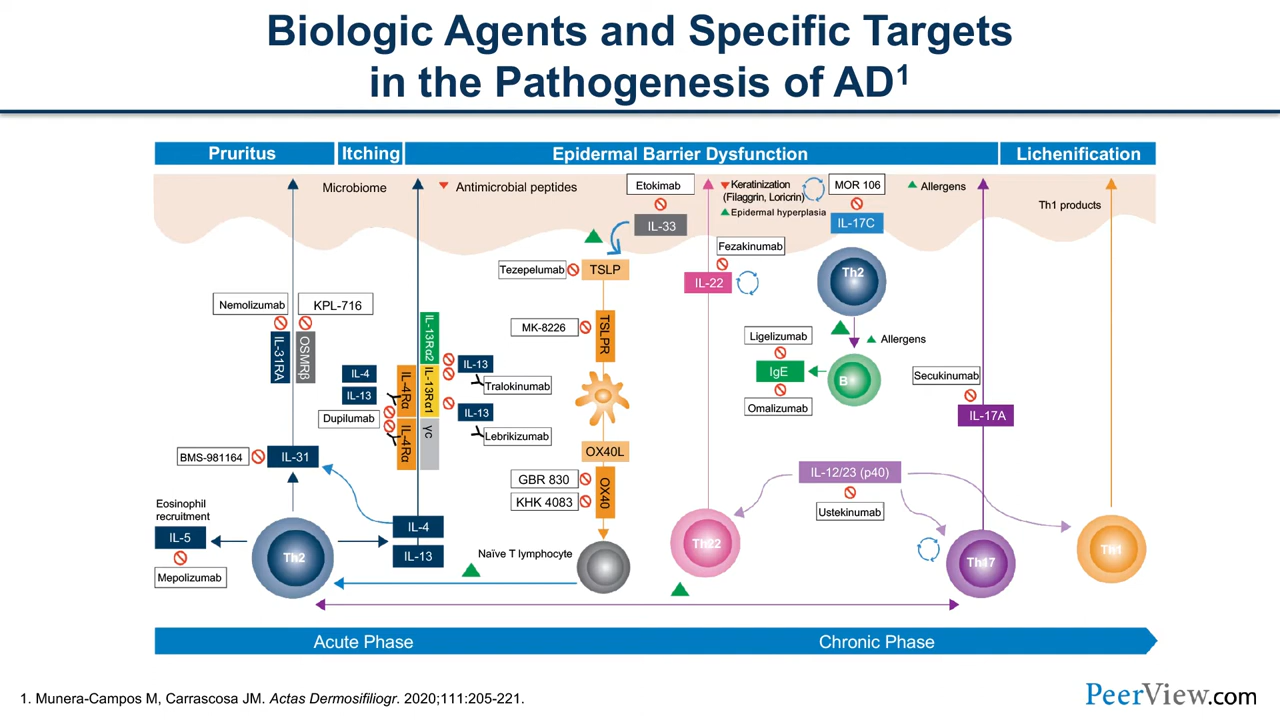 Biologic Agents and Specific Targets
in the Pathogenesis of AD¹
Pruritus
Itching
Epidermal Barrier Dysfunction
Lichenification
Microbiome
Antimicrobial peptides
Etokimab
IL-33
Keratinization
(Filaggrin, Loricrin)
Epidermal hyperplasia
MOR 106
IL-17C
Allergens
Th1 products
Tezepelumab
TSLP
Fezakinumab
IL-22
Th2
Nemolizumab
KPL-716
IL-31RA
OSMRβ
MK-8226
TSLPR
Ligelizumab
IgE
Omalizumab
Allergens
B
Secukinumab
IL-17A
IL-4
IL-13
Dupilumab
IL-4Rα
IL-4Rα
IL-13Rα2
IL-13Rα1
γc
IL-13
Tralokinumab
IL-13
Lebrikizumab
BMS-981164
IL-31
OX40L
GBR 830
KHK 4083
OX40
IL-12/23 (p40)
Ustekinumab
Eosinophil
recruitment
IL-5
Mepolizumab
Th2
IL-4
IL-13
Naïve T lymphocyte
Th22
Th17
Th1
Acute Phase
Chronic Phase
1. Munera-Campos M, Carrascosa JM. Actas Dermosifiliogr. 2020;111:205-221.
PeerView.com